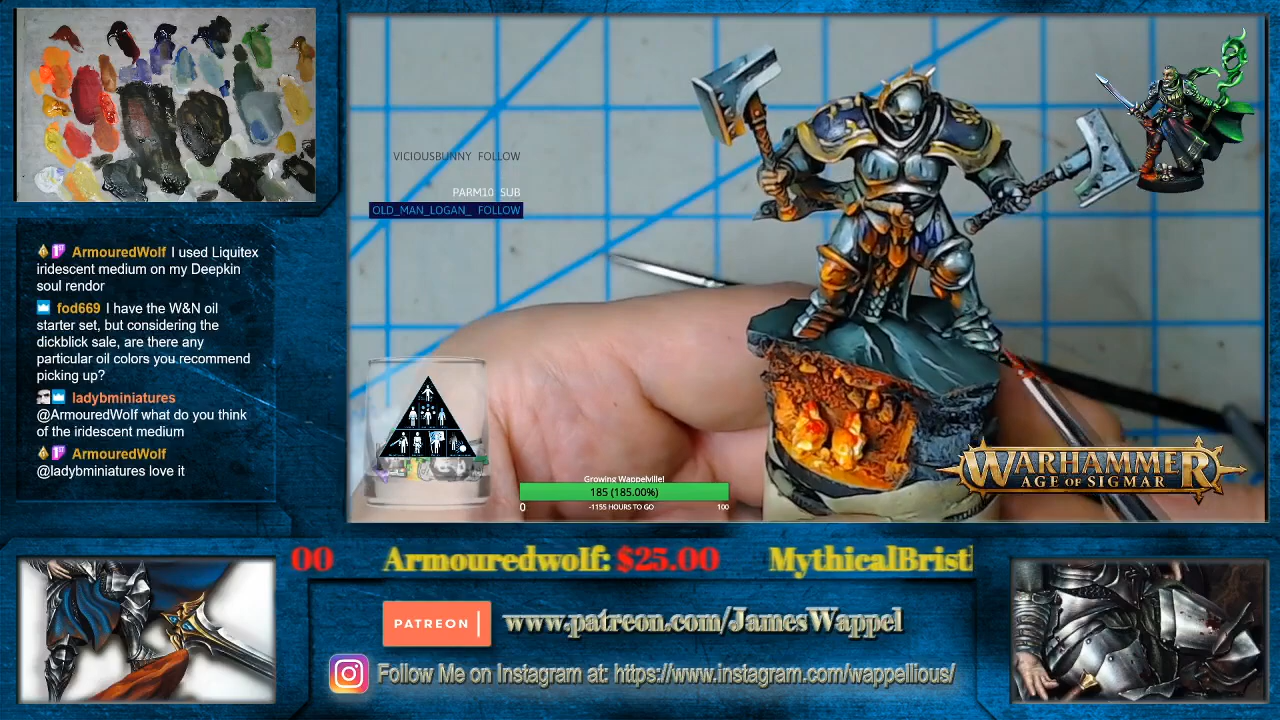 VICIOUSBUNNY FOLLOW
PARM10 SUB
OLD_MAN_LOGAN_ FOLLOW
1st ArmouredWolf I used Liquitex
iridescent medium on my Deepkin
soul rendor
fod669 I have the W&N oil
starter set, but considering the
dickblick sale, are there any
particular oil colors you recommend
picking up?
ladybminiatures
@ArmouredWolf what do you think
of the iridescent medium
1st ArmouredWolf
@ladybminiatures love it
Growing Wappelville!
185 (185.00%)
0 -1155 HOURS TO GO 100
WARHAMMER
AGE OF SIGMAR
00 Armouredwolf: $25.00 MythicalBristl
PATREON www.patreon.com/JamesWappel
Follow Me on Instagram at: https://www.instagram.com/wappellious/